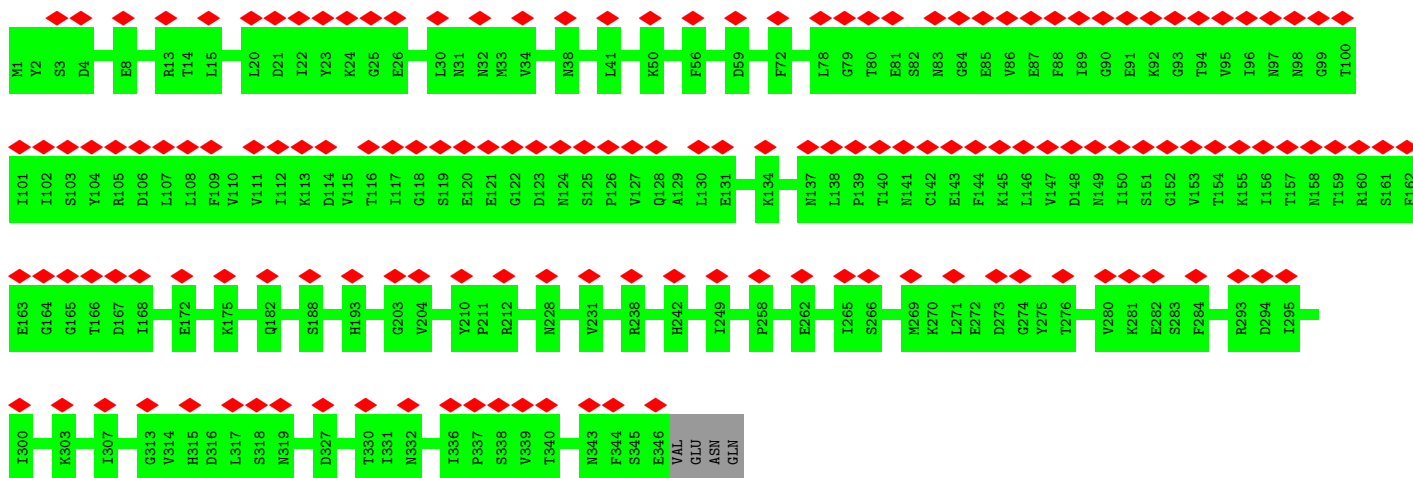 M1 Y2 S3 D4 E8 R13 T14 L15 L20 D21 I22 Y23 K24 G25 E26 L30 N31 N32 M33 V34 N38 L41 K50 F56 D59 F72 L78 G79 T80 E81 S82 N83 G84 E85 V86 E87 F88 I89 G90 E91 K92 G93 T94 V95 I96 N97 N98 G99 T100
I101 I102 S103 Y104 R105 D106 L107 L108 F109 V110 V111 I112 K113 D114 V115 T116 I117 G118 S119 E120 E121 G122 D123 N124 S125 P126 V127 Q128 A129 L130 E131 K134 N137 L138 P139 T140 N141 C142 E143 F144 K145 L146 V147 D148 N149 I150 S151 G152 V153 T154 K155 I156 T157 N158 T159 R160 S161 F162
E163 G164 G165 T166 D167 I168 E172 K175 Q182 S188 H193 G203 V204 Y210 P211 R212 N228 V231 R238 H242 I249 P258 E262 I265 S266 M269 K270 L271 E272 D273 G274 Y275 T276 V280 K281 E282 S283 F284 R293 D294 I295
I300 K303 I307 G313 V314 H315 D316 L317 S318 N319 D327 T330 I331 N332 I336 P337 S338 V339 T340 N343 F344 S345 E346 VAL GLU ASN GLN